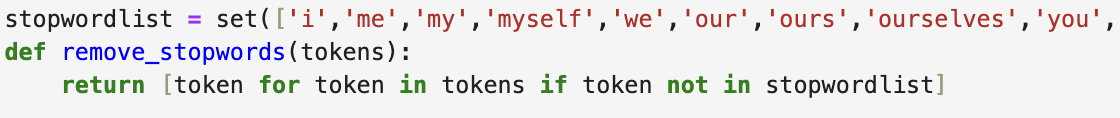 stopwordlist = set(['i','me','my','myself','we','our','ours','ourselves','you',
def remove_stopwords(tokens):
    return [token for token in tokens if token not in stopwordlist]